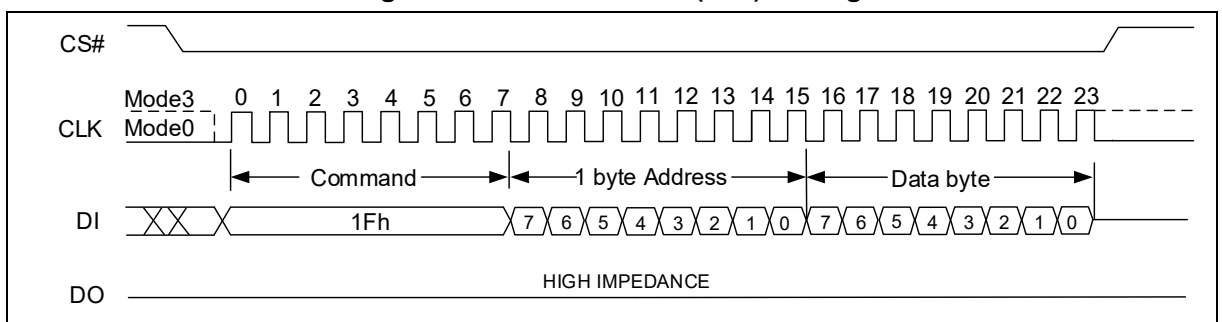 CS#
Mode3 0 1 2 3 4 5 6 7 8 9 10 11 12 13 14 15 16 17 18 19 20 21 22 23
CLK Mode0
Command 1 byte Address Data byte
DI 1Fh 7 6 5 4 3 2 1 0 7 6 5 4 3 2 1 0
HIGH IMPEDANCE
DO